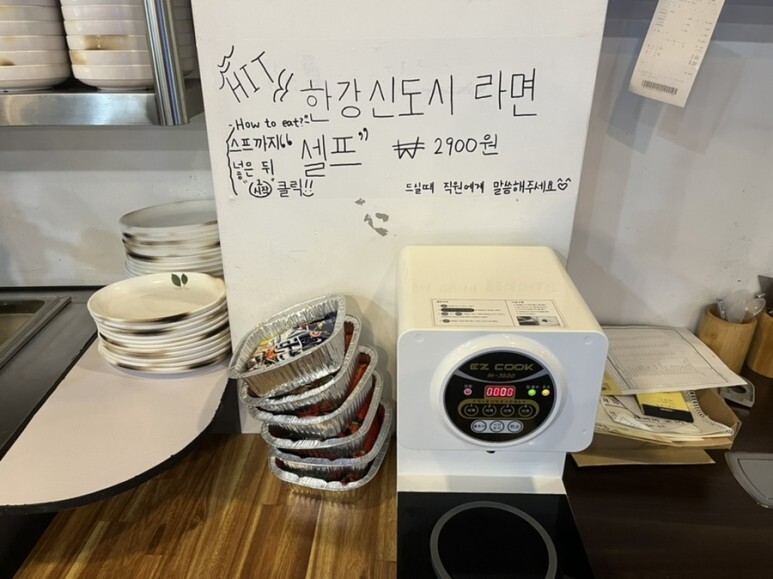 HIT
한강신도시 라면
"셀프" ₩ 2900원
- How to eat? -
스프까지
넣은 뒤
"시작" 클릭!!
드실때 직원에게 말씀해주세요
EZ COOK
0000